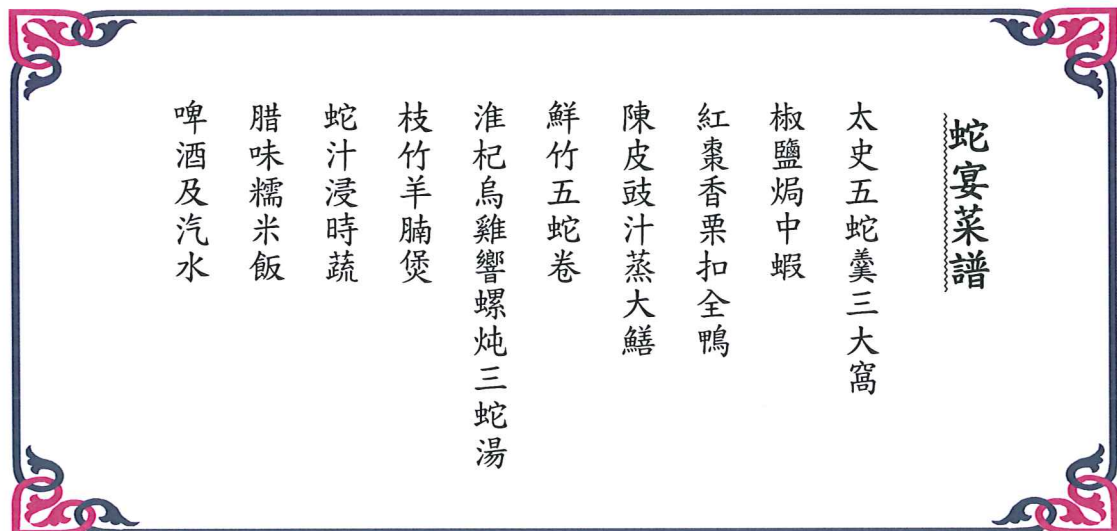 蛇宴菜譜
太史五蛇羹三大窩
椒鹽焗中蝦
紅棗香栗扣全鴨
陳皮豉汁蒸大鱔
鮮竹五蛇卷
淮杞烏雞響螺炖三蛇湯
枝竹羊腩煲
蛇汁浸時蔬
腊味糯米飯
啤酒及汽水